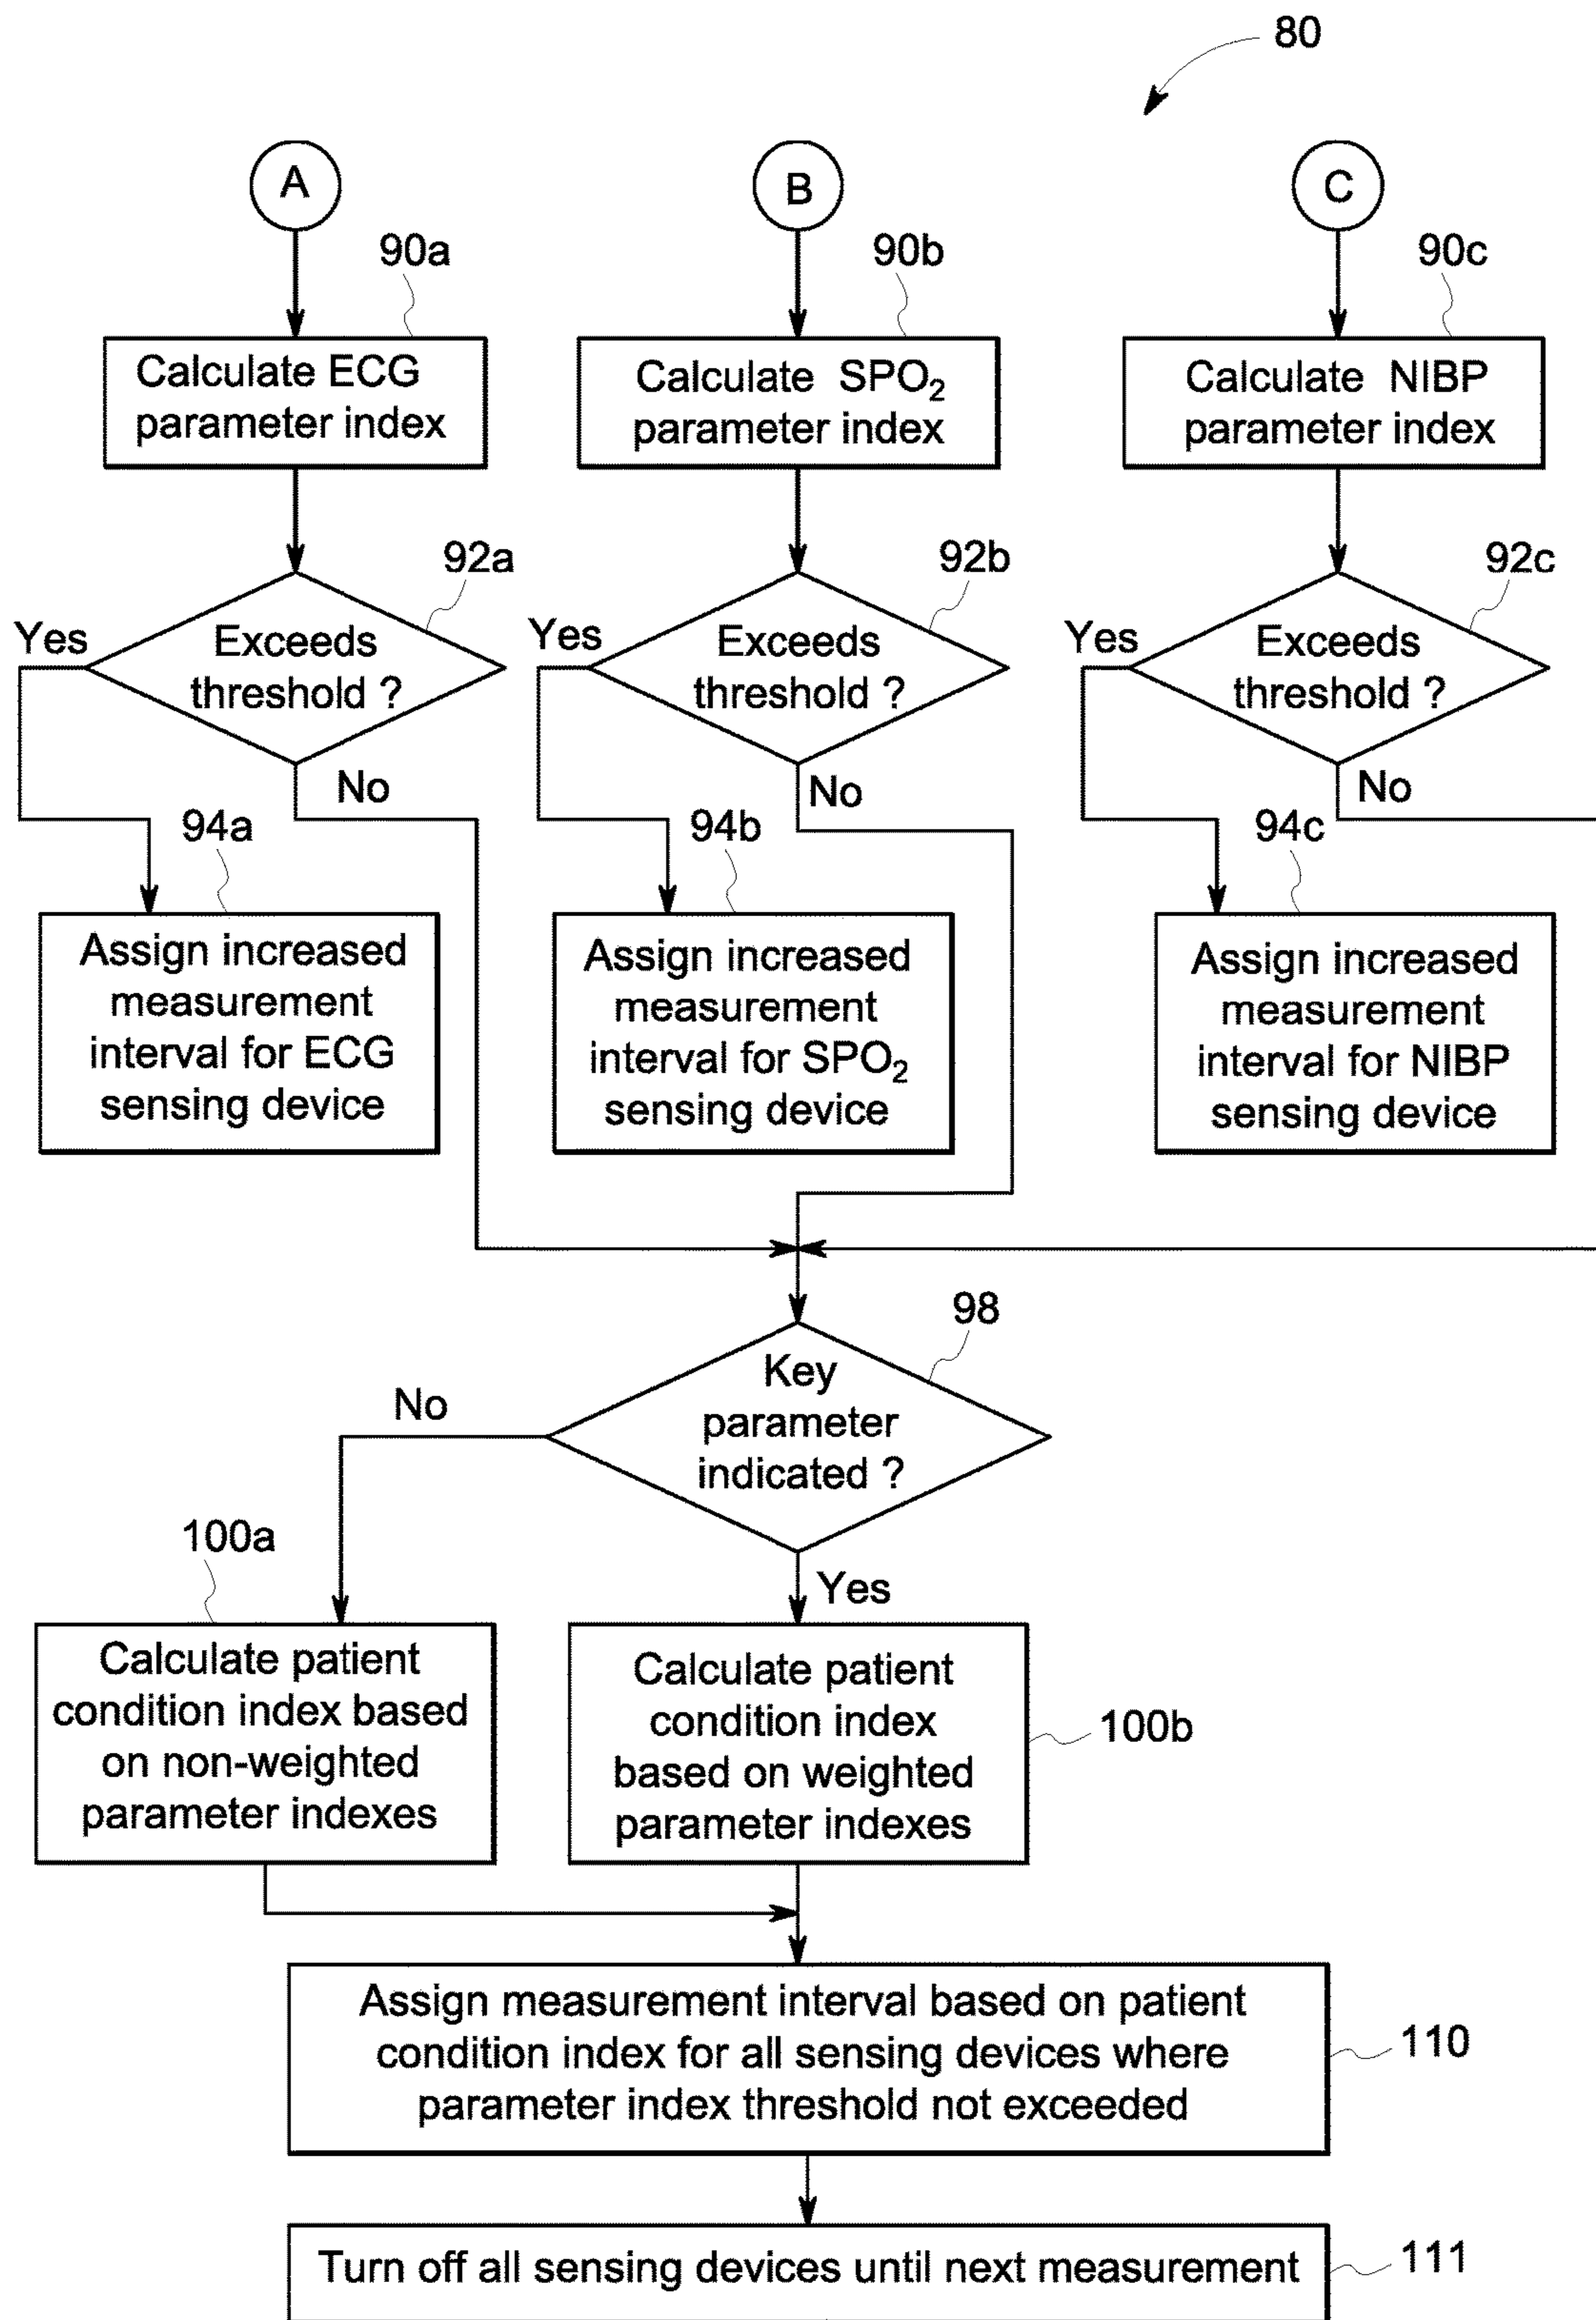 80
A
B
C
90a
90b
90c
Calculate ECG
parameter index
Calculate SPO₂
parameter index
Calculate NIBP
parameter index
92a
92b
92c
Yes
Exceeds
threshold ?
Yes
Exceeds
threshold ?
Yes
Exceeds
threshold ?
No
No
No
94a
94b
94c
Assign increased
measurement
interval for ECG
sensing device
Assign increased
measurement
interval for SPO₂
sensing device
Assign increased
measurement
interval for NIBP
sensing device
98
Key
parameter
indicated ?
No
Yes
100a
Calculate patient
condition index based
on non-weighted
parameter indexes
Calculate patient
condition index
based on weighted
parameter indexes
100b
Assign measurement interval based on patient
condition index for all sensing devices where
parameter index threshold not exceeded
110
Turn off all sensing devices until next measurement
111